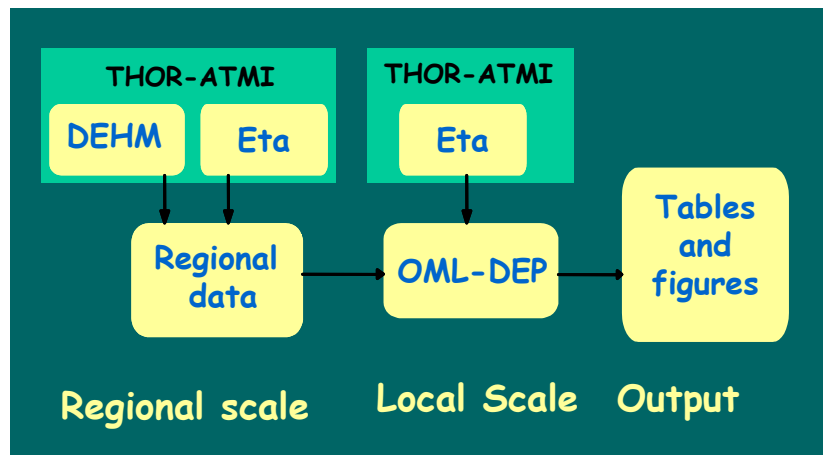 THOR-ATMI
DEHM
Eta
Regional
data
THOR-ATMI
Eta
OML-DEP
Tables
and
figures
Regional scale
Local Scale
Output